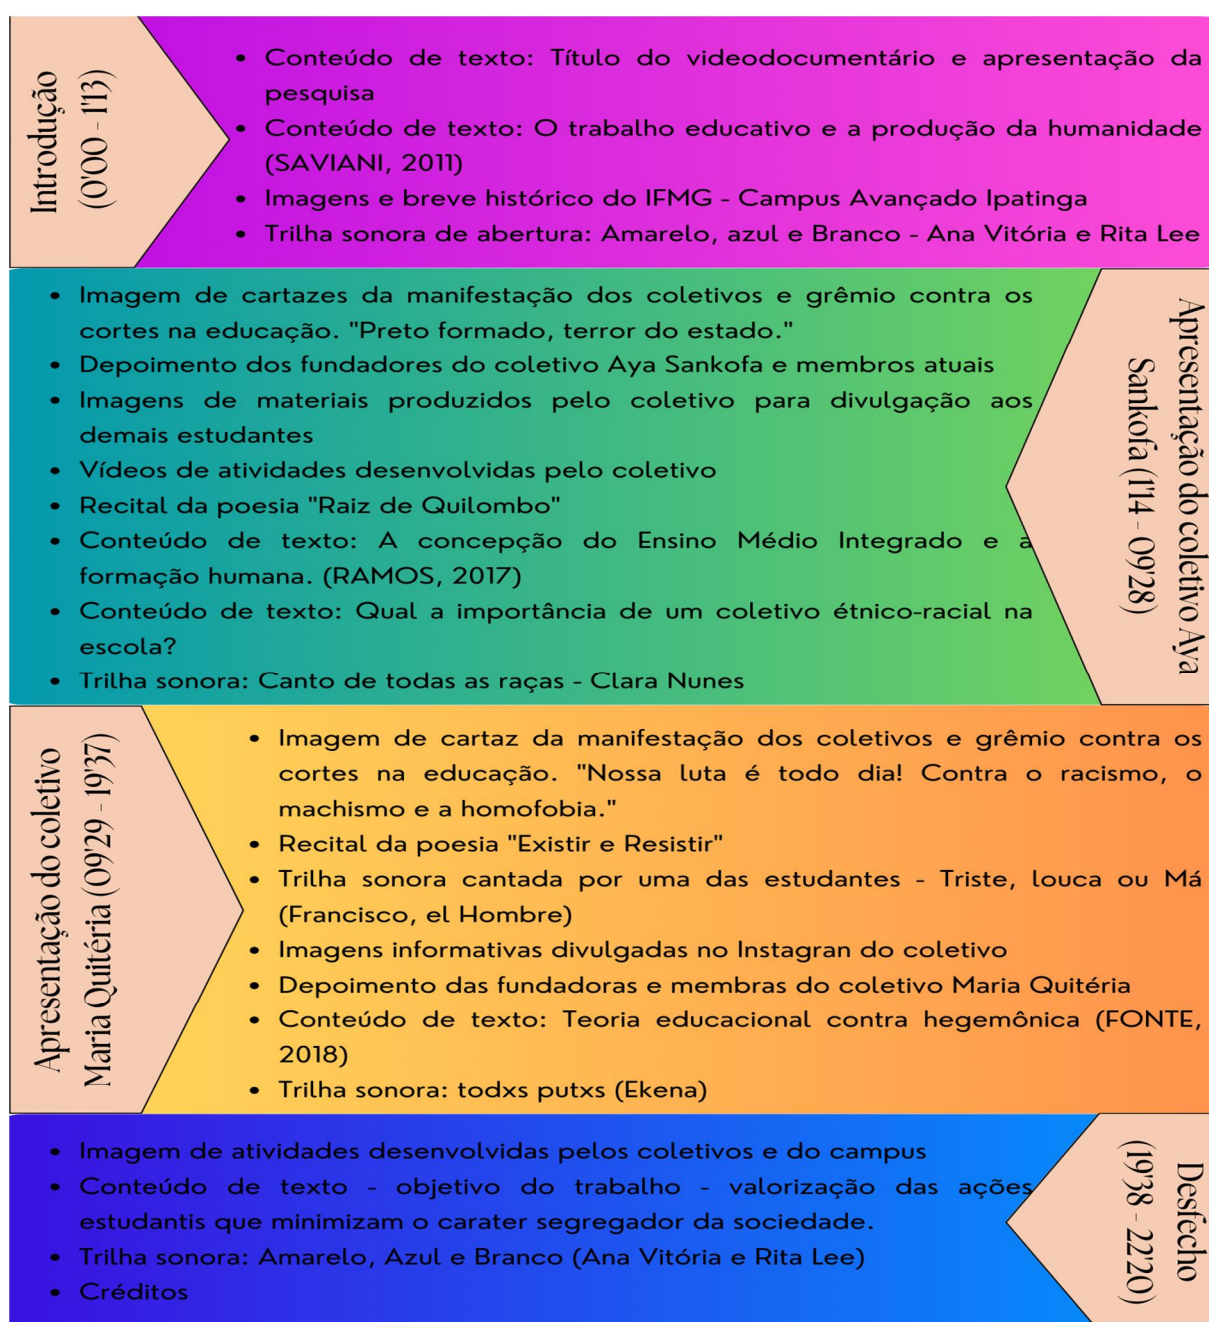 Introdução
(0'00 - 1'13)
• Conteúdo de texto: Título do videodocumentário e apresentação da
pesquisa
• Conteúdo de texto: O trabalho educativo e a produção da humanidade
(SAVIANI, 2011)
• Imagens e breve histórico do IFMG - Campus Avançado Ipatinga
• Trilha sonora de abertura: Amarelo, azul e Branco - Ana Vitória e Rita Lee
• Imagem de cartazes da manifestação dos coletivos e grêmio contra os
cortes na educação. "Preto formado, terror do estado."
• Depoimento dos fundadores do coletivo Aya Sankofa e membros atuais
• Imagens de materiais produzidos pelo coletivo para divulgação aos
demais estudantes
• Vídeos de atividades desenvolvidas pelo coletivo
• Recital da poesia "Raiz de Quilombo"
• Conteúdo de texto: A concepção do Ensino Médio Integrado e a
formação humana. (RAMOS, 2017)
• Conteúdo de texto: Qual a importância de um coletivo étnico-racial na
escola?
• Trilha sonora: Canto de todas as raças - Clara Nunes
Apresentação do coletivo Aya
Sankofa (1'14 - 09'28)
Apresentação do coletivo
Maria Quitéria (09'29 - 19'37)
• Imagem de cartaz da manifestação dos coletivos e grêmio contra os
cortes na educação. "Nossa luta é todo dia! Contra o racismo, o
machismo e a homofobia."
• Recital da poesia "Existir e Resistir"
• Trilha sonora cantada por uma das estudantes - Triste, louca ou Má
(Francisco, el Hombre)
• Imagens informativas divulgadas no Instagran do coletivo
• Depoimento das fundadoras e membras do coletivo Maria Quitéria
• Conteúdo de texto: Teoria educacional contra hegemônica (FONTE,
2018)
• Trilha sonora: todxs putxs (Ekena)
• Imagem de atividades desenvolvidas pelos coletivos e do campus
• Conteúdo de texto - objetivo do trabalho - valorização das ações
estudantis que minimizam o carater segregador da sociedade.
• Trilha sonora: Amarelo, Azul e Branco (Ana Vitória e Rita Lee)
• Créditos
Desfecho
(19'38 - 22'20)